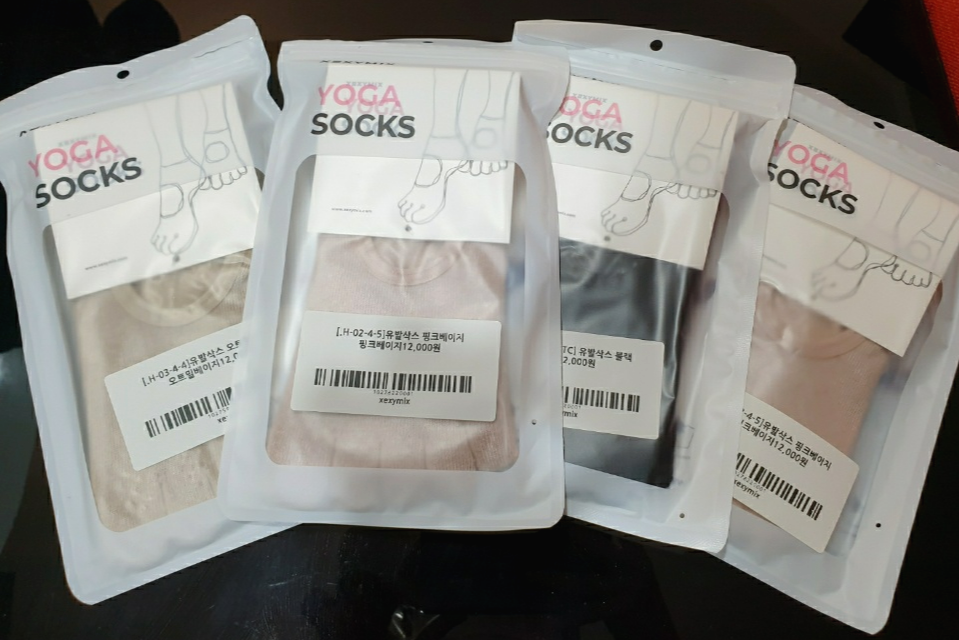 YOGA
SOCKS
[.H-03-4-4]유발삭스 오트
오트밀베이지12,0
xexymix
XEXYMIX
YOGA
SOCKS
[.H-02-4-5]유발삭스 핑크베이지
핑크베이지12,000원
xexymix
YOGA
SOCKS
[C] 유발삭스 블랙
000원
mix
YOGA
SOCKS
-4-5]유발삭스 핑크베이지
크베이지12,000원
xexymix